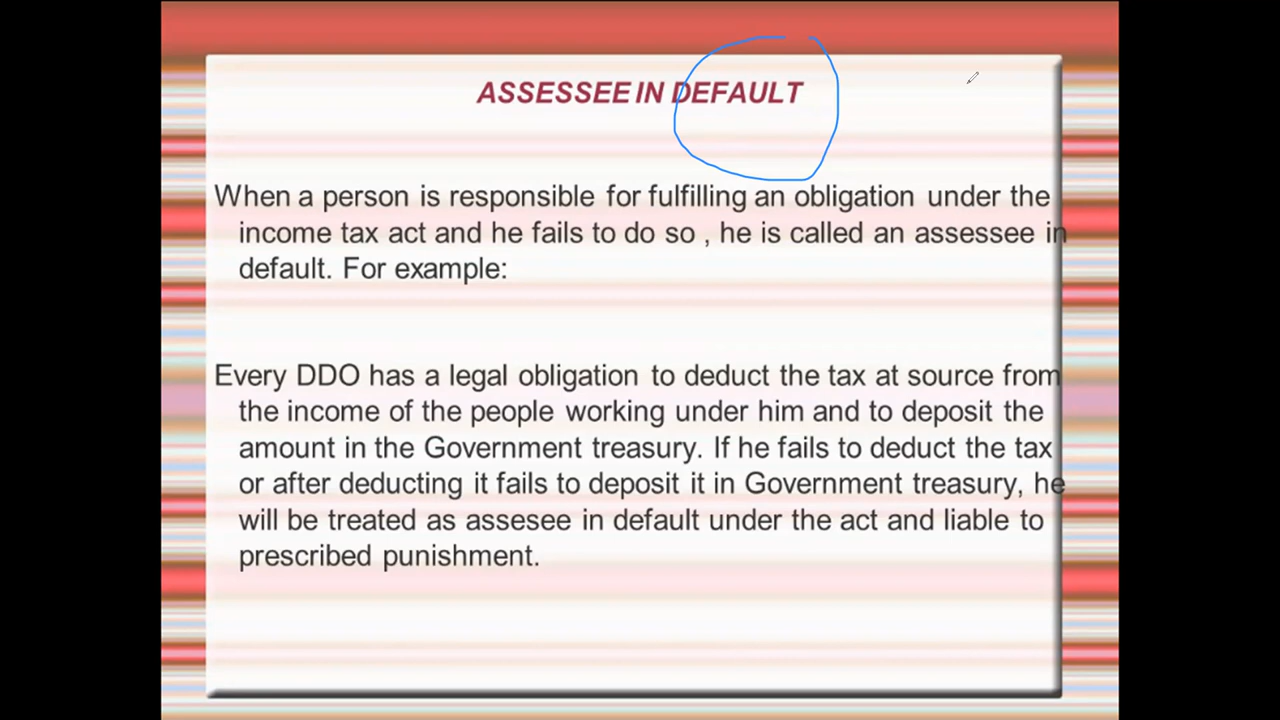 ASSESSEE IN DEFAULT
When a person is responsible for fulfilling an obligation under the
income tax act and he fails to do so , he is called an assessee in
default. For example:
Every DDO has a legal obligation to deduct the tax at source from
the income of the people working under him and to deposit the
amount in the Government treasury. If he fails to deduct the tax
or after deducting it fails to deposit it in Government treasury, he
will be treated as assesee in default under the act and liable to
prescribed punishment.